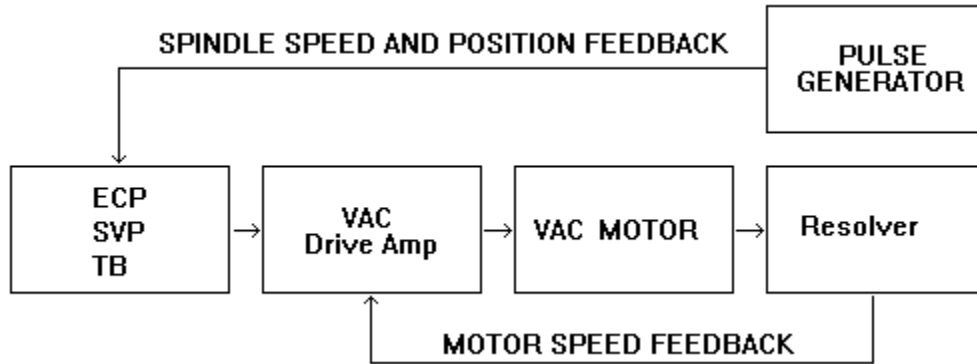 SPINDLE SPEED AND POSITION FEEDBACK
PULSE
GENERATOR
ECP
SVP
TB
VAC
Drive Amp
VAC MOTOR
Resolver
MOTOR SPEED FEEDBACK